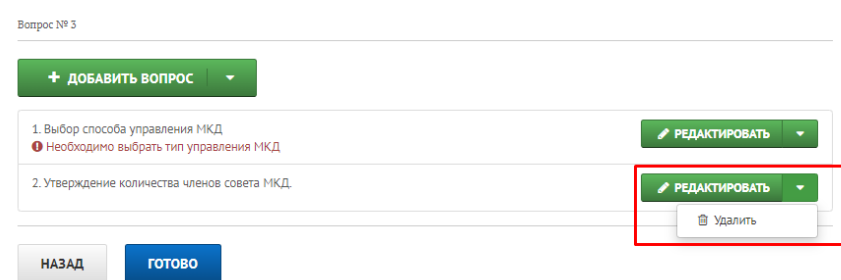 Вопрос № 3
ДОБАВИТЬ ВОПРОС
1. Выбор способа управления МКД
Необходимо выбрать тип управления МКД
РЕДАКТИРОВАТЬ
2. Утверждение количества членов совета МКД.
РЕДАКТИРОВАТЬ
Удалить
НАЗАД
ГОТОВО